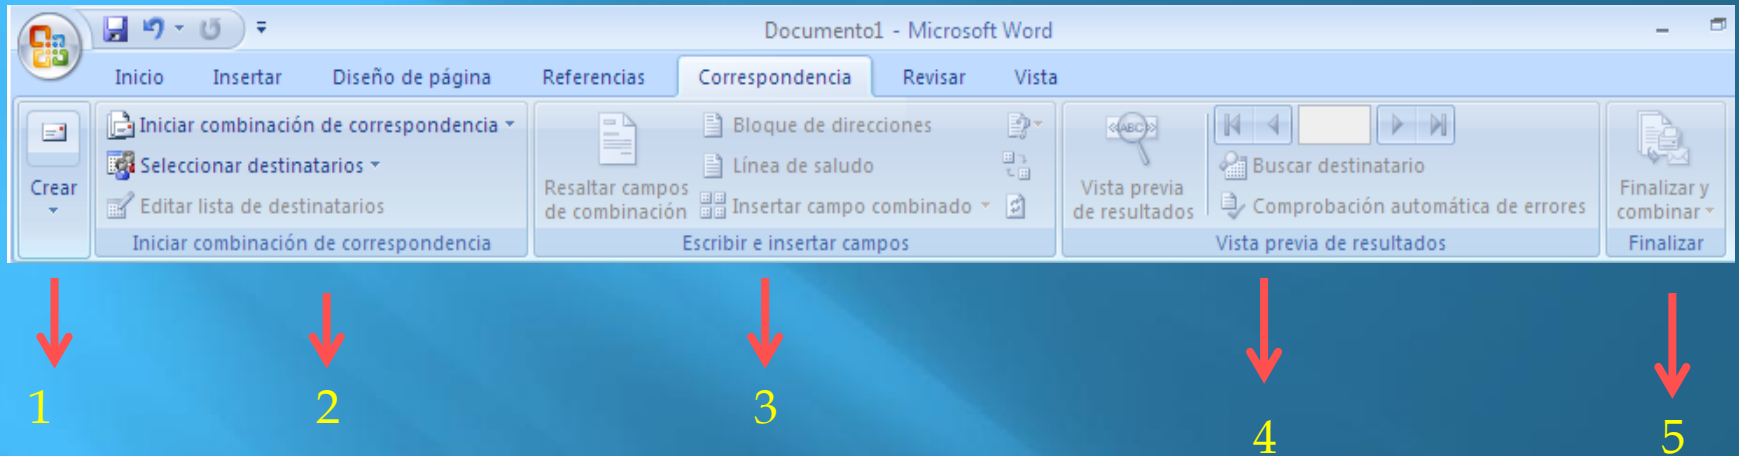 Documento1 - Microsoft Word
Inicio Insertar Diseño de página Referencias Correspondencia Revisar Vista
Crear
Iniciar combinación de correspondencia
Seleccionar destinatarios
Editar lista de destinatarios
Iniciar combinación de correspondencia
Resaltar campos
de combinación
Bloque de direcciones
Línea de saludo
Insertar campo combinado
Escribir e insertar campos
«ABC»
Vista previa
de resultados
Buscar destinatario
Comprobación automática de errores
Vista previa de resultados
Finalizar y
combinar
Finalizar
1 2 3 4 5